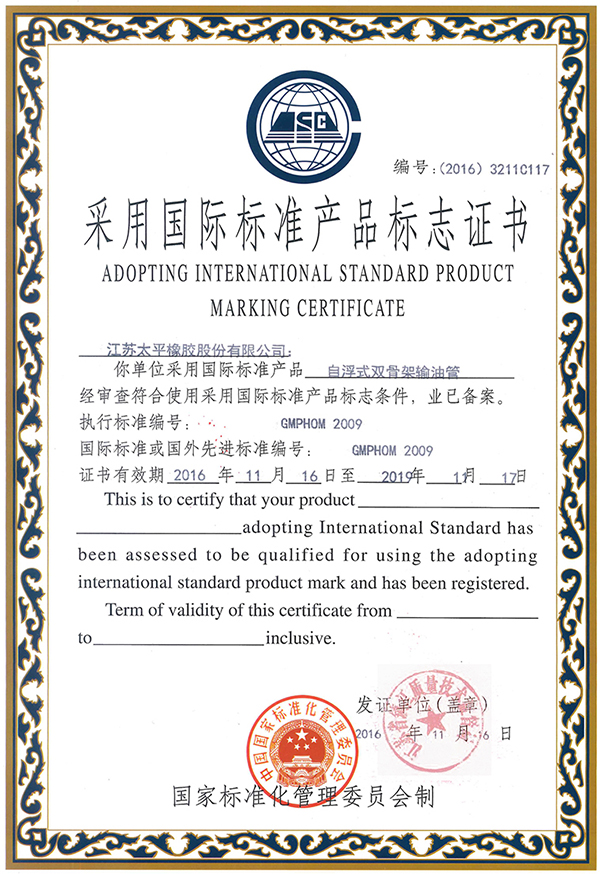 CISC
编号:(2016) 3211C117
采用国际标准产品标志证书
ADOPTING INTERNATIONAL STANDARD PRODUCT
MARKING CERTIFICATE
江苏太平橡胶股份有限公司:
你单位采用国际标准产品 自浮式双骨架输油管
经审查符合使用采用国际标准产品标志条件，业已备案。
执行标准编号： GMPHOM 2009
国际标准或国外先进标准编号： GMPHOM 2009
证书有效期 2016 年 11 月 16 日至 2019 年 11 月 17 日
This is to certify that your product
adopting International Standard has
been assessed to be qualified for using the adopting
international standard product mark and has been registered.
Term of validity of this certificate from
to inclusive.
发证单位(盖章)
2016 年 11 月 16 日
中国国家标准化管理委员会
国家标准化管理委员会制